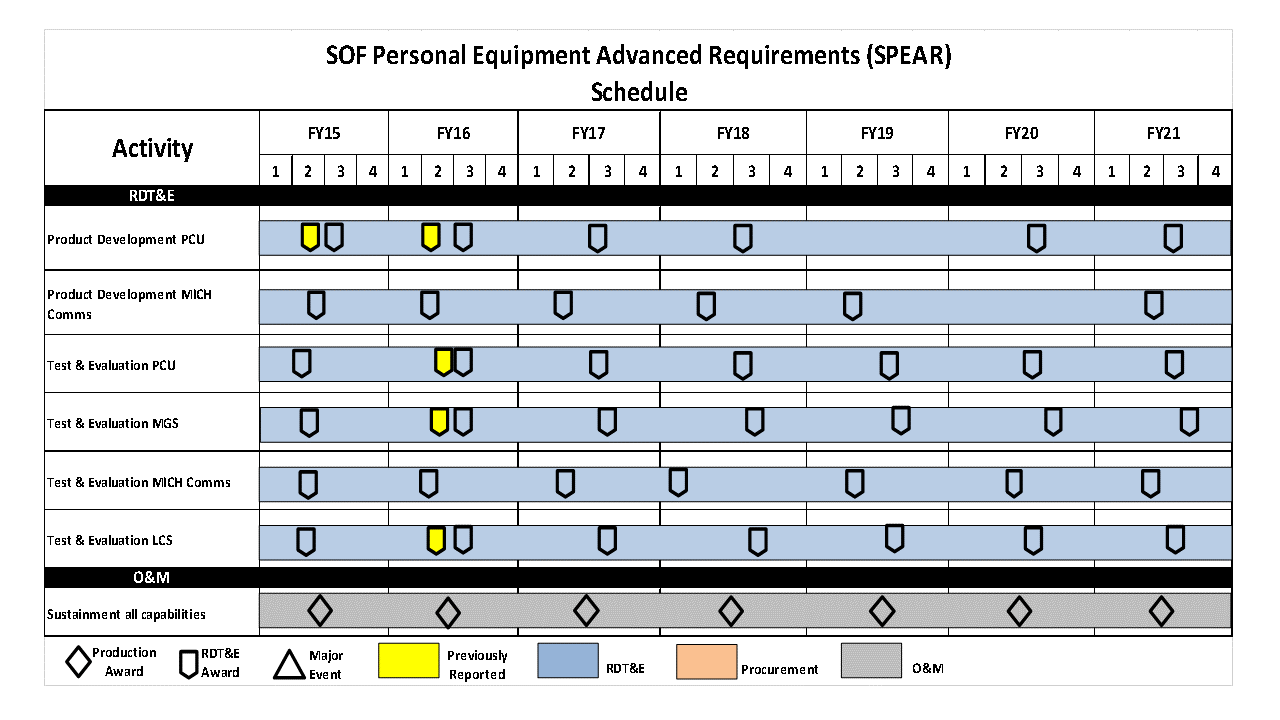 SOF Personal Equipment Advanced Requirements (SPEAR)
Schedule
Activity
FY15 FY16 FY17 FY18 FY19 FY20 FY21
1 2 3 4 1 2 3 4 1 2 3 4 1 2 3 4 1 2 3 4 1 2 3 4 1 2 3 4
RDT&E
Product Development PCU
Product Development MICH
Comms
Test & Evaluation PCU
Test & Evaluation MGS
Test & Evaluation MICH Comms
Test & Evaluation LCS
O&M
Sustainment all capabilities
Production
Award
RDT&E
Award
Major
Event
Previously
Reported
RDT&E
Procurement
O&M